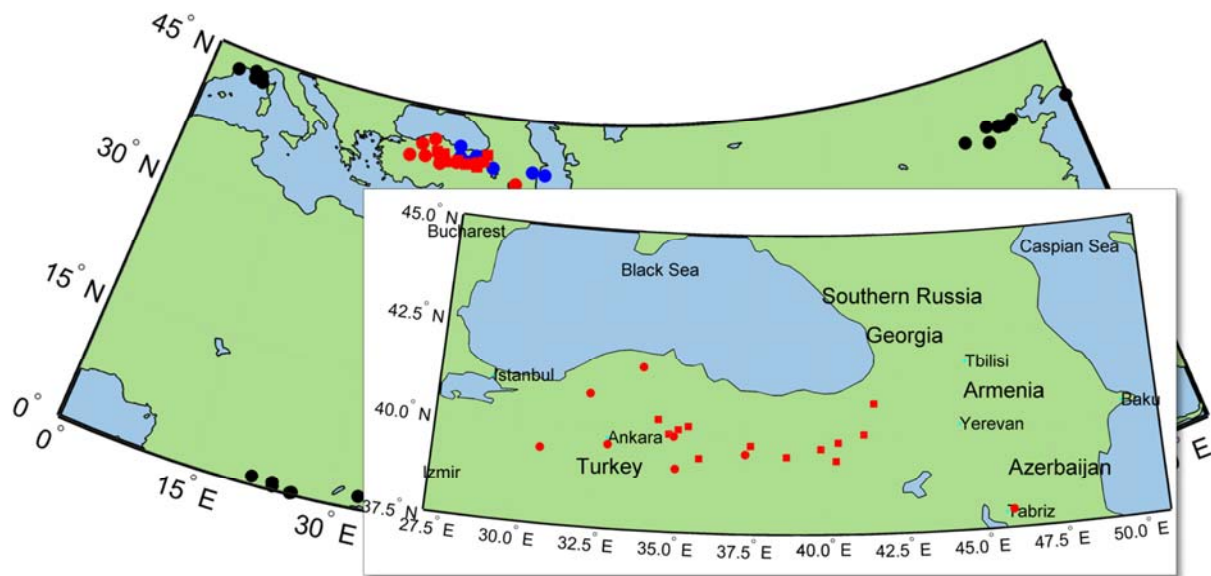 45° N
30° N
15° N
0°
0°
15° E
30° E
E
45.0° N
42.5° N
40.0° N
37.5° N
27.5° E
30.0° E
32.5° E
35.0° E
37.5° E
40.0° E
42.5° E
45.0° E
47.5° E
50.0° E
Bucharest
Black Sea
Caspian Sea
Southern Russia
Georgia
Tbilisi
Istanbul
Armenia
Baku
Yerevan
Ankara
Turkey
Izmir
Azerbaijan
Tabriz